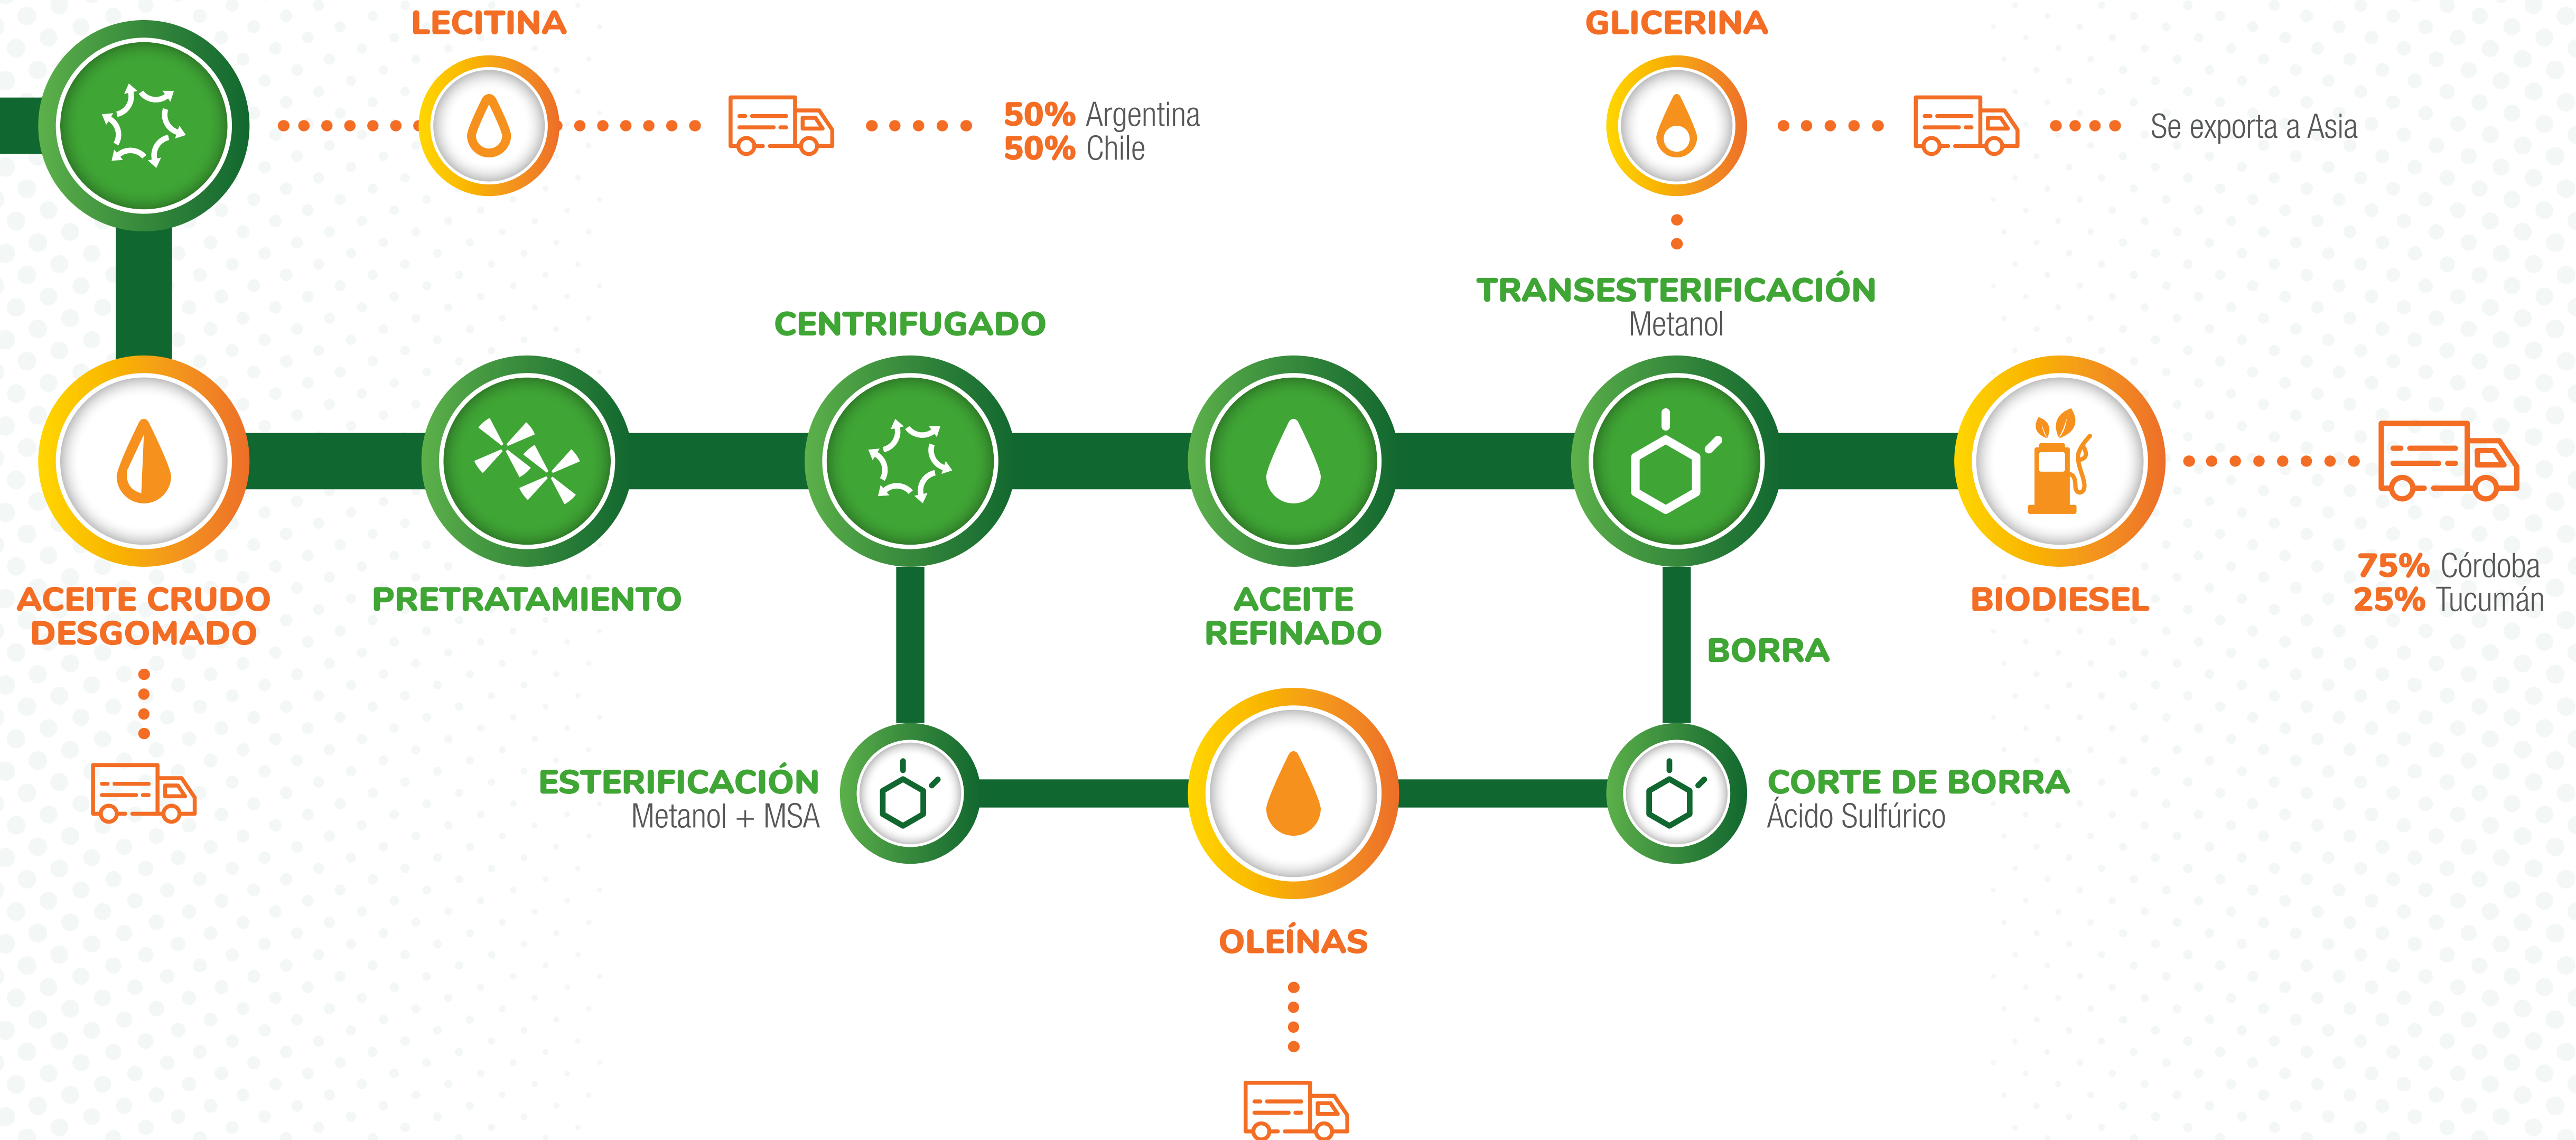 LECITINA
GLICERINA
50% Argentina
50% Chile
Se exporta a Asia
TRANSESTERIFICACIÓN
Metanol
CENTRIFUGADO
ACEITE CRUDO
DESGOMADO
PRETRATAMIENTO
ACEITE
REFINADO
BIODIESEL
75% Córdoba
25% Tucumán
BORRA
ESTERIFICACIÓN
Metanol + MSA
CORTE DE BORRA
Ácido Sulfúrico
OLEÍNAS